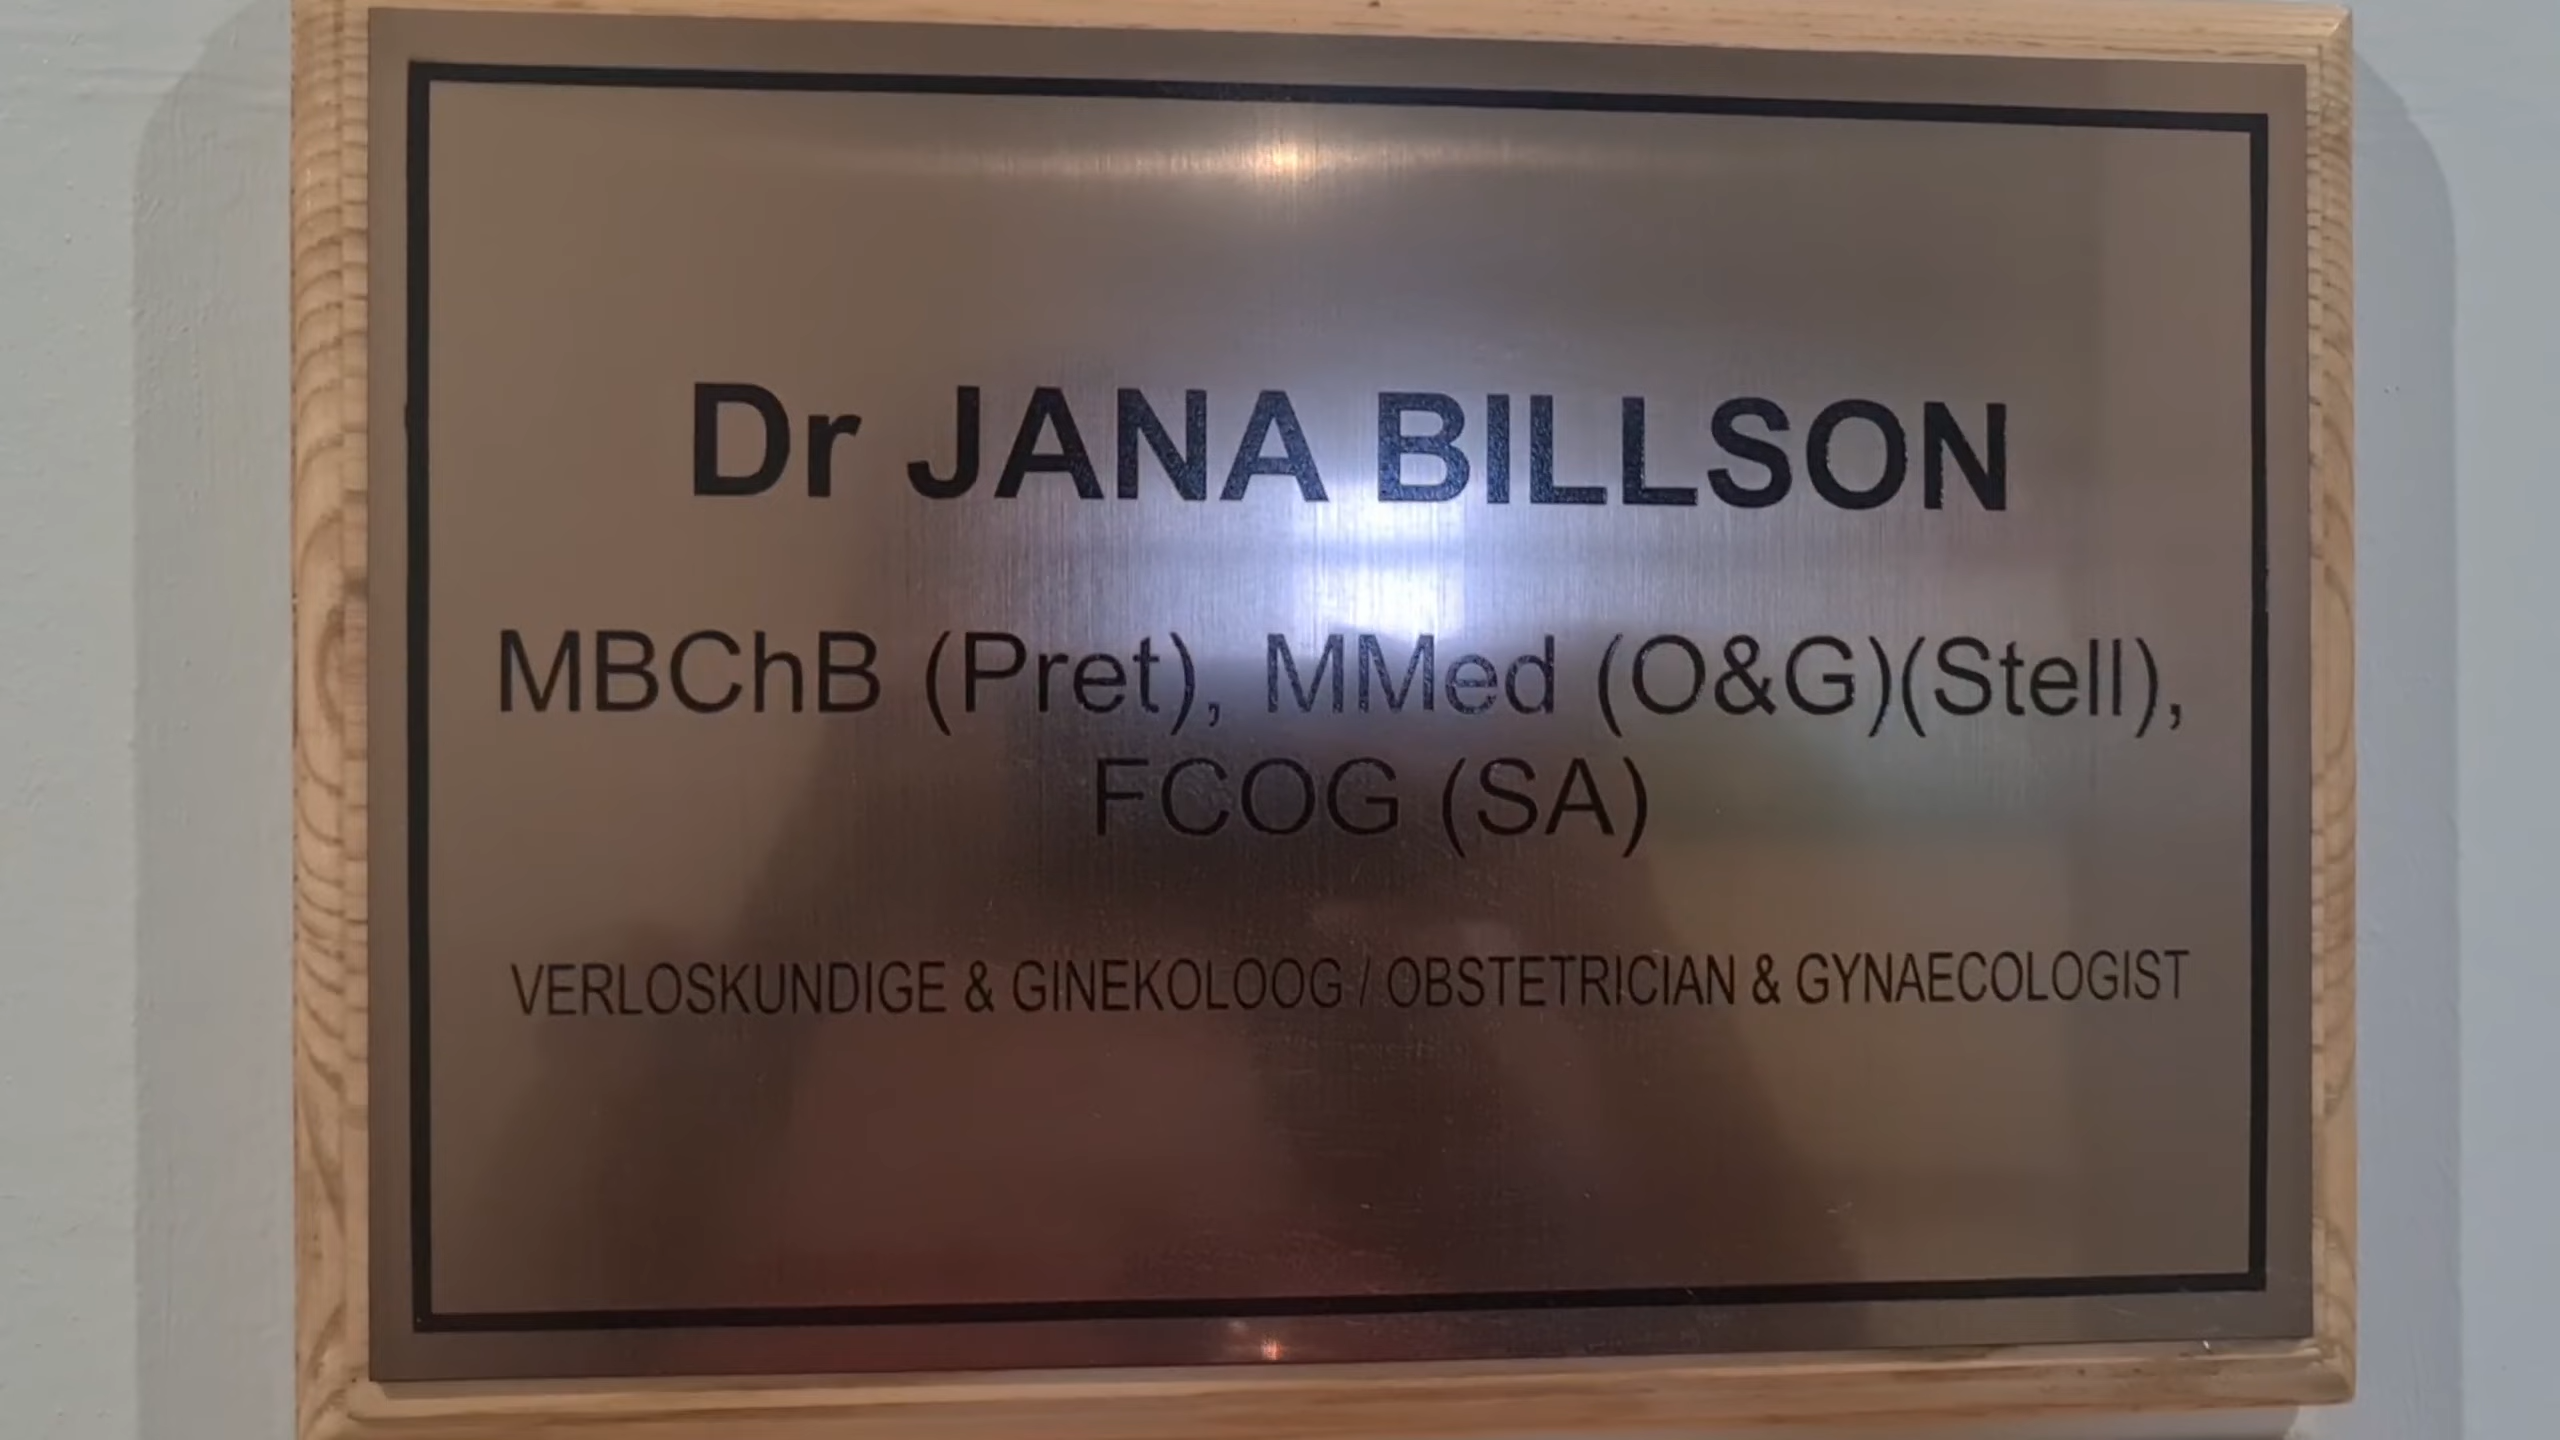 Dr JANA BILLSON
MBChB (Pret), MMed (O&G)(Stell),
FCOG (SA)
VERLOSKUNDIGE & GINEKOLOOG / OBSTETRICIAN & GYNAECOLOGIST